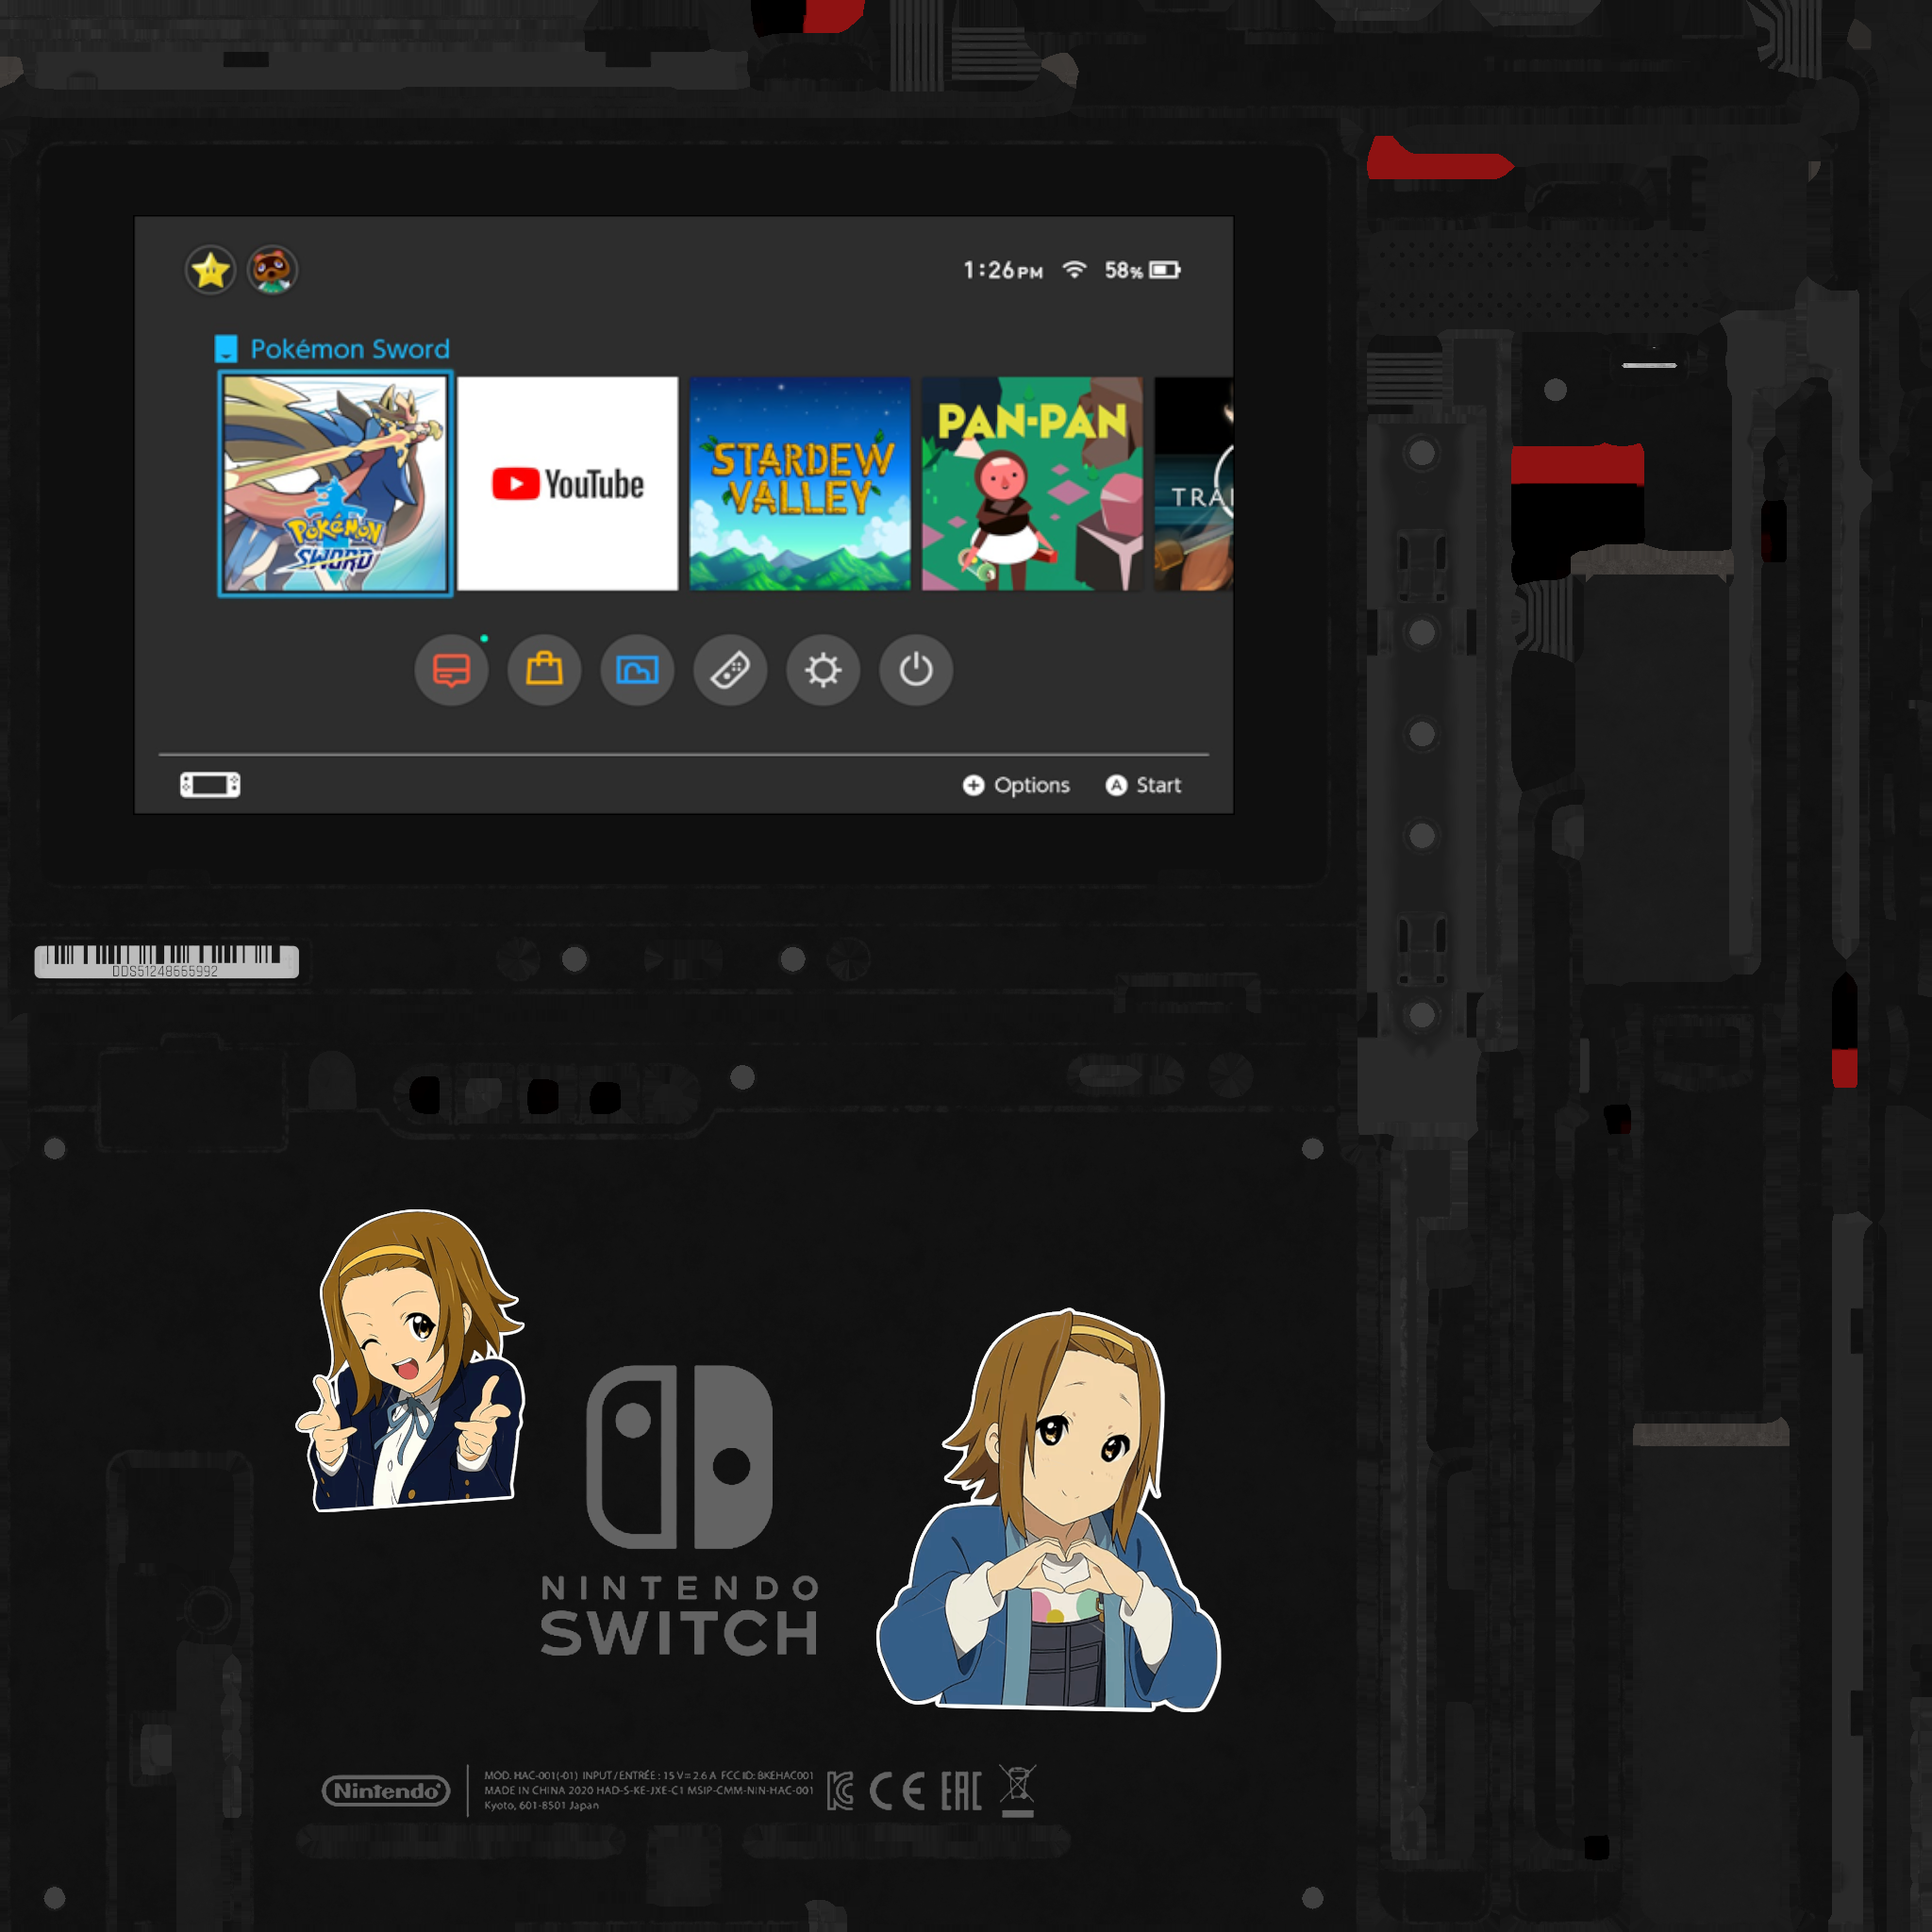 1:26PM 58%
Pokémon Sword
POKéMON
SWORD
YouTube
STARDEW
VALLEY
PAN-PAN
Options
A Start
DDS51248665992
NINTENDO
SWITCH
Nintendo
MOD. HAC-001(-01) INPUT/ENTRÉE : 15 V= 2.6 A FCC ID: BKEHAC001
MADE IN CHINA 2020 HAD-S-KE-JXE-C1 MSIP-CMM-NIN-HAC-001
Kyoto, 601-8501 Japan
CE EAC